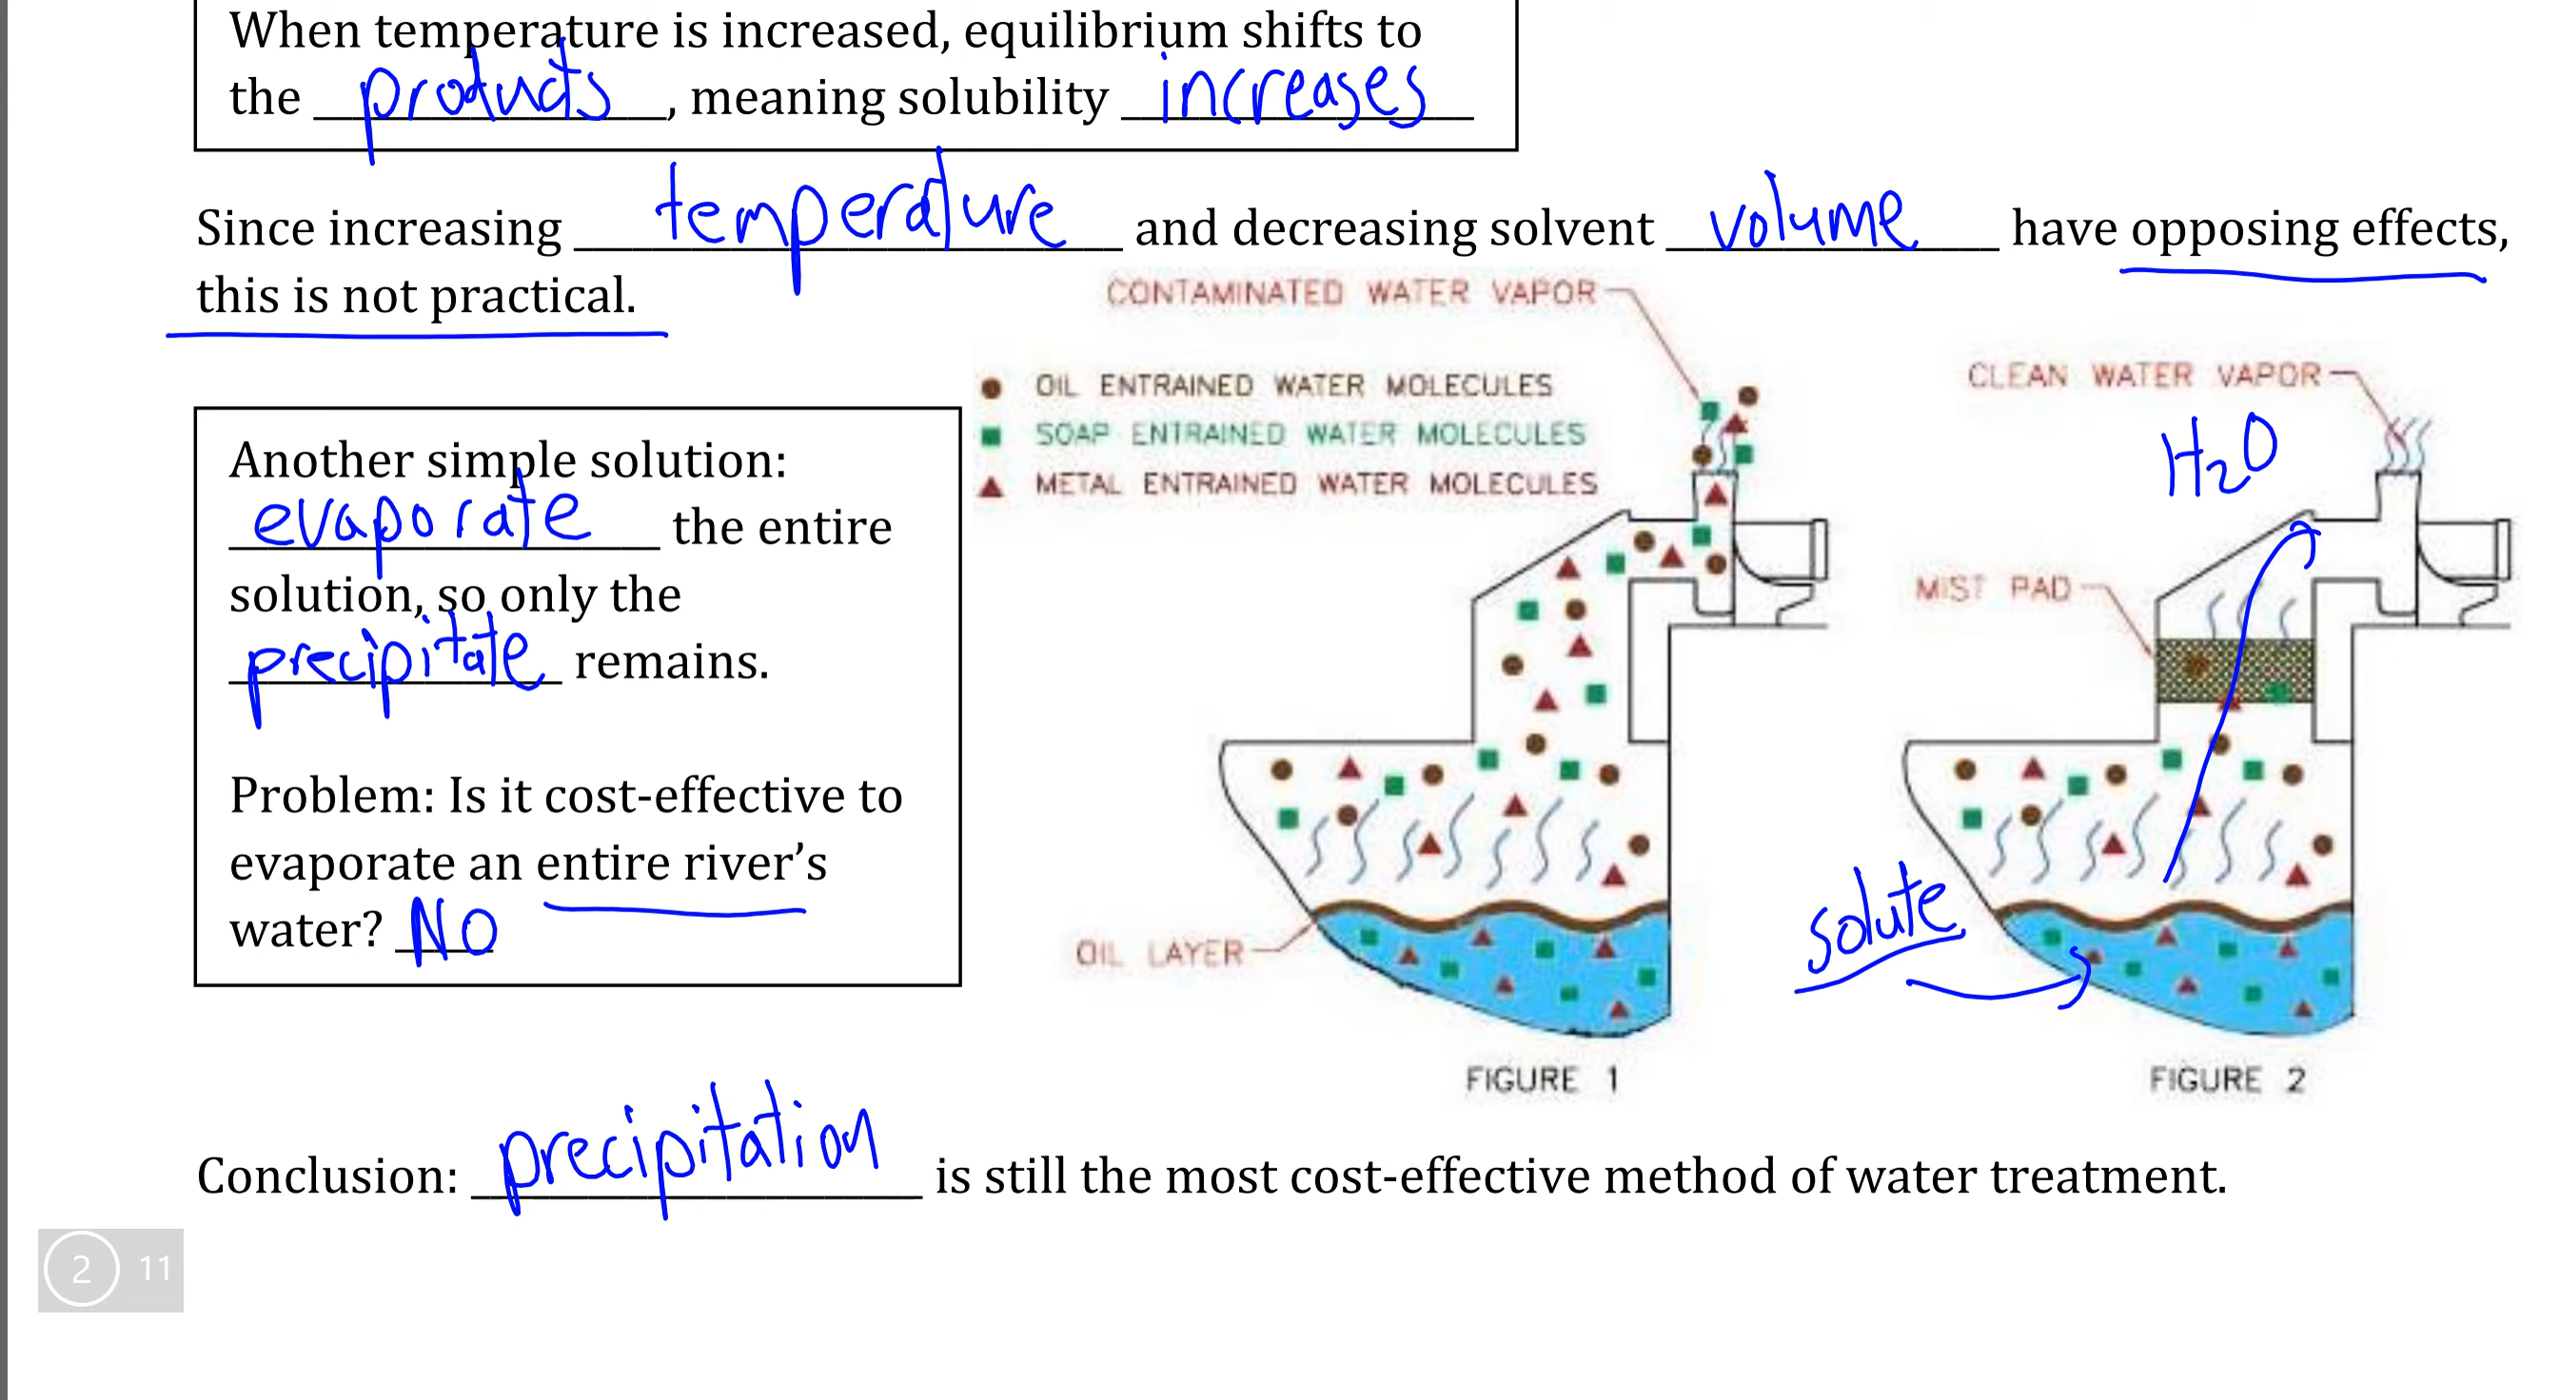 When temperature is increased, equilibrium shifts to
the products, meaning solubility increases
Since increasing temperature and decreasing solvent volume have opposing effects,
this is not practical.
Another simple solution:
evaporate the entire
solution, so only the
precipitate remains.
Problem: Is it cost-effective to
evaporate an entire river's
water? NO
CONTAMINATED WATER VAPOR
OIL ENTRAINED WATER MOLECULES
SOAP ENTRAINED WATER MOLECULES
METAL ENTRAINED WATER MOLECULES
OIL LAYER
FIGURE 1
CLEAN WATER VAPOR
H₂O
MIST PAD
solute
FIGURE 2
Conclusion: precipitation is still the most cost-effective method of water treatment.
2 11